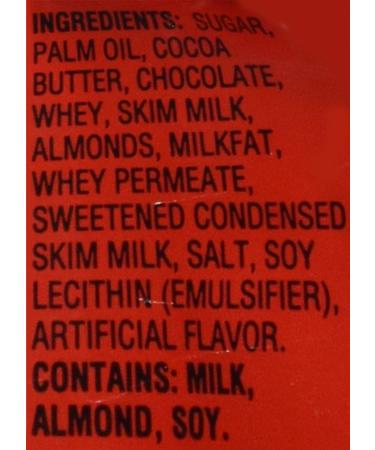 INGREDIENTS: SUGAR,
PALM OIL, COCOA
BUTTER, CHOCOLATE,
WHEY, SKIM MILK,
ALMONDS, MILKFAT,
WHEY PERMEATE,
SWEETENED CONDENSED
SKIM MILK, SALT, SOY
LECITHIN (EMULSIFIER),
ARTIFICIAL FLAVOR.
CONTAINS: MILK,
ALMOND, SOY.